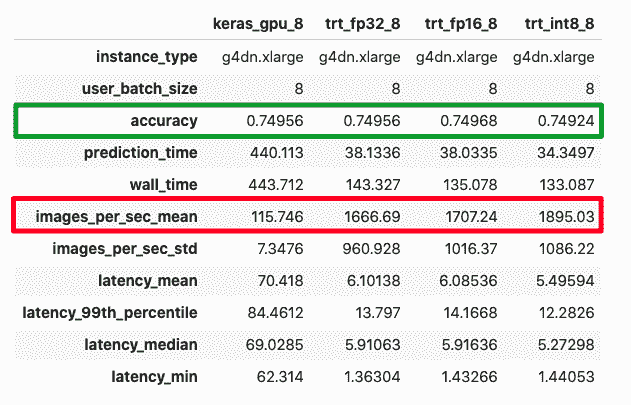 keras_gpu_8 trt_fp32_8 trt_fp16_8 trt_int8_8
instance_type g4dn.xlarge g4dn.xlarge g4dn.xlarge g4dn.xlarge
user_batch_size 8 8 8 8
accuracy 0.74956 0.74956 0.74968 0.74924
prediction_time 440.113 38.1336 38.0335 34.3497
wall_time 443.712 143.327 135.078 133.087
images_per_sec_mean 115.746 1666.69 1707.24 1895.03
images_per_sec_std 7.3476 960.928 1016.37 1086.22
latency_mean 70.418 6.10138 6.08536 5.49594
latency_99th_percentile 84.4612 13.797 14.1668 12.2826
latency_median 69.0285 5.91063 5.91636 5.27298
latency_min 62.314 1.36304 1.43266 1.44053